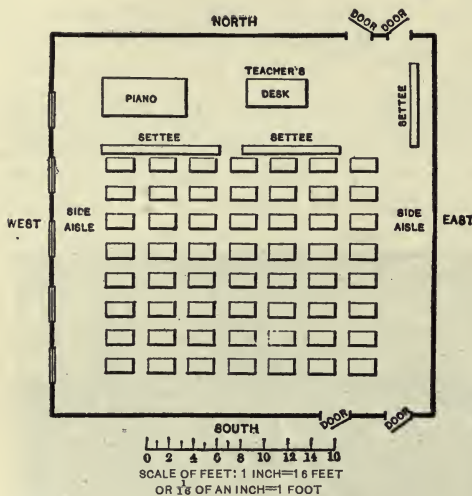 NORTH
DOOR DOOR
TEACHER'S
PIANO
DESK
SETTEE
SETTEE SETTEE
WEST
SIDE
AISLE
SIDE
AISLE
EAST
DOOR
DOOR
SOUTH
0 2 4 6 8 10 12 14 16
SCALE OF FEET: 1 INCH=16 FEET
OR 1/16 OF AN INCH=1 FOOT